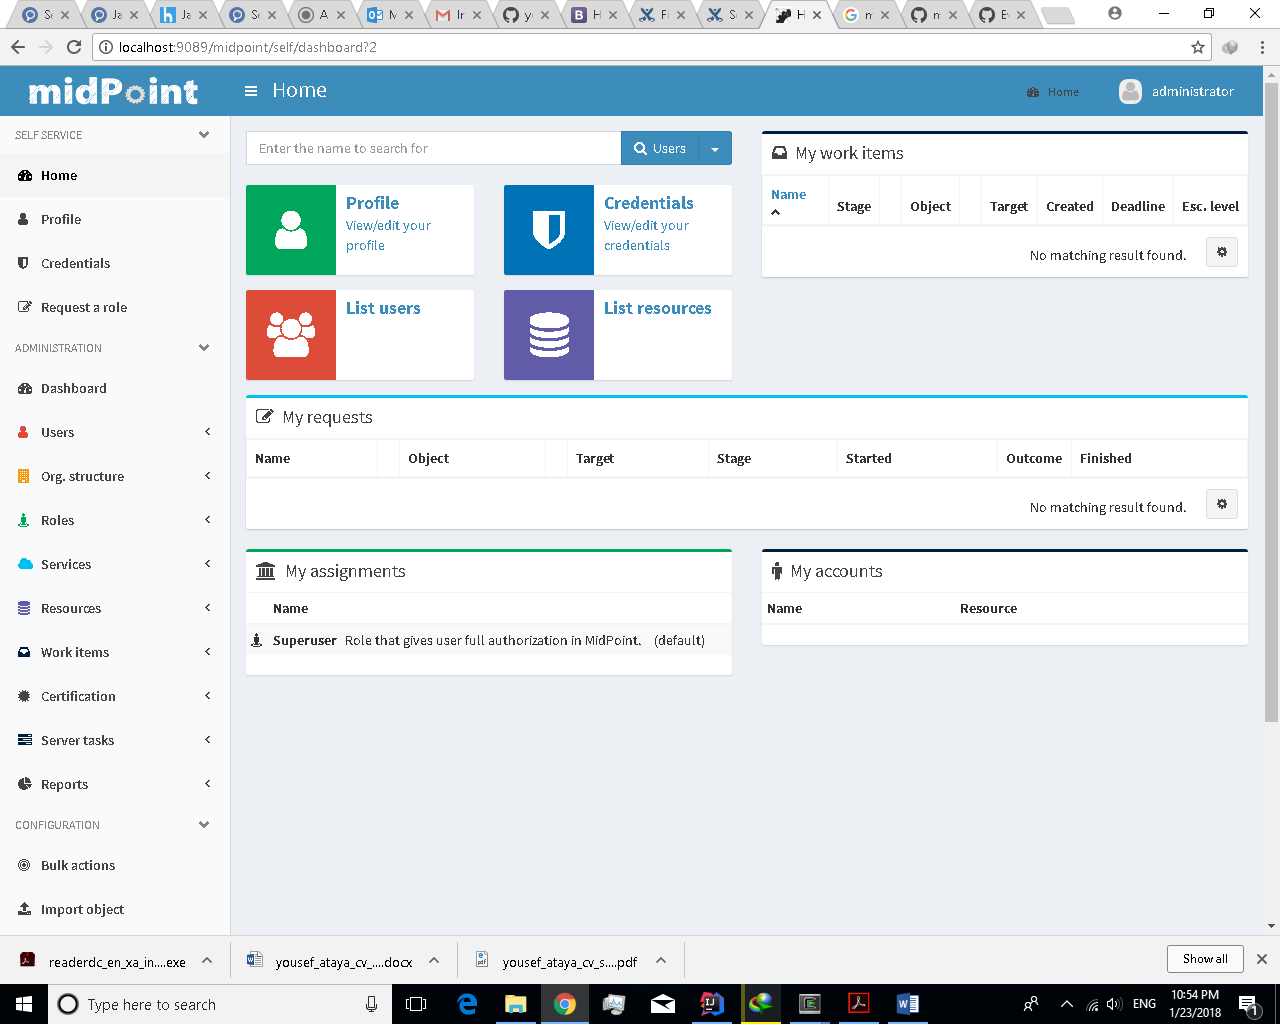 localhost:9089/midpoint/self/dashboard?2
midPoint
Home
Home
administrator
SELF SERVICE
Home
Profile
Credentials
Request a role
ADMINISTRATION
Dashboard
Users
Org. structure
Roles
Services
Resources
Work items
Certification
Server tasks
Reports
CONFIGURATION
Bulk actions
Import object
Enter the name to search for
Users
Profile
View/edit your
profile
Credentials
View/edit your
credentials
List users
List resources
My work items
Name Stage Object Target Created Deadline Esc. level
No matching result found.
My requests
Name Object Target Stage Started Outcome Finished
No matching result found.
My assignments
Name
Superuser Role that gives user full authorization in MidPoint. (default)
My accounts
Name Resource
readerdc_en_xa_in....exe
yousef_ataya_cv_....docx
yousef_ataya_cv_s....pdf
Show all
Type here to search
ENG
10:54 PM
1/23/2018
1